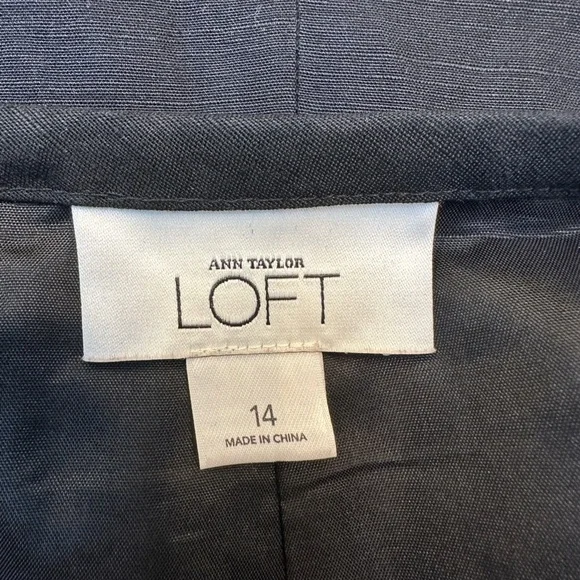 ANN TAYLOR
LOFT
14
MADE IN CHINA